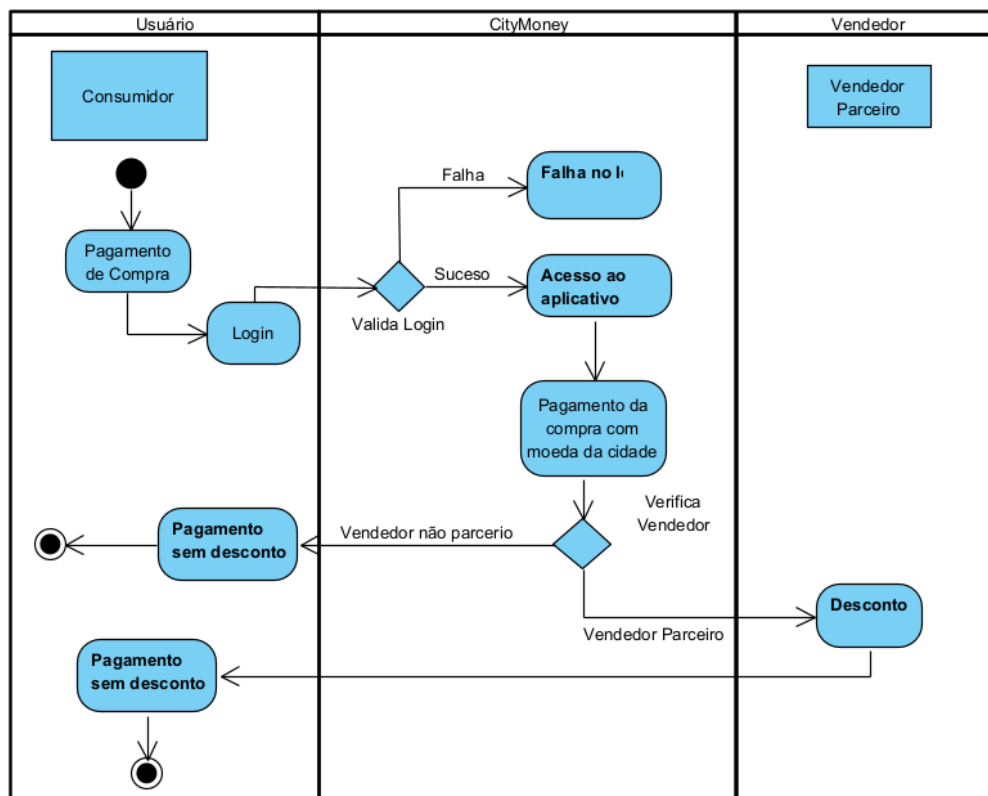 Usuário
CityMoney
Vendedor
Consumidor
Vendedor
Parceiro
Falha
Falha no
Pagamento
de Compra
Suceso
Acesso ao
aplicativo
Login
Valida Login
Pagamento da
compra com
moeda da cidade
Verifica
Vendedor
Pagamento
sem desconto
Vendedor não parcerio
Desconto
Vendedor Parceiro
Pagamento
sem desconto